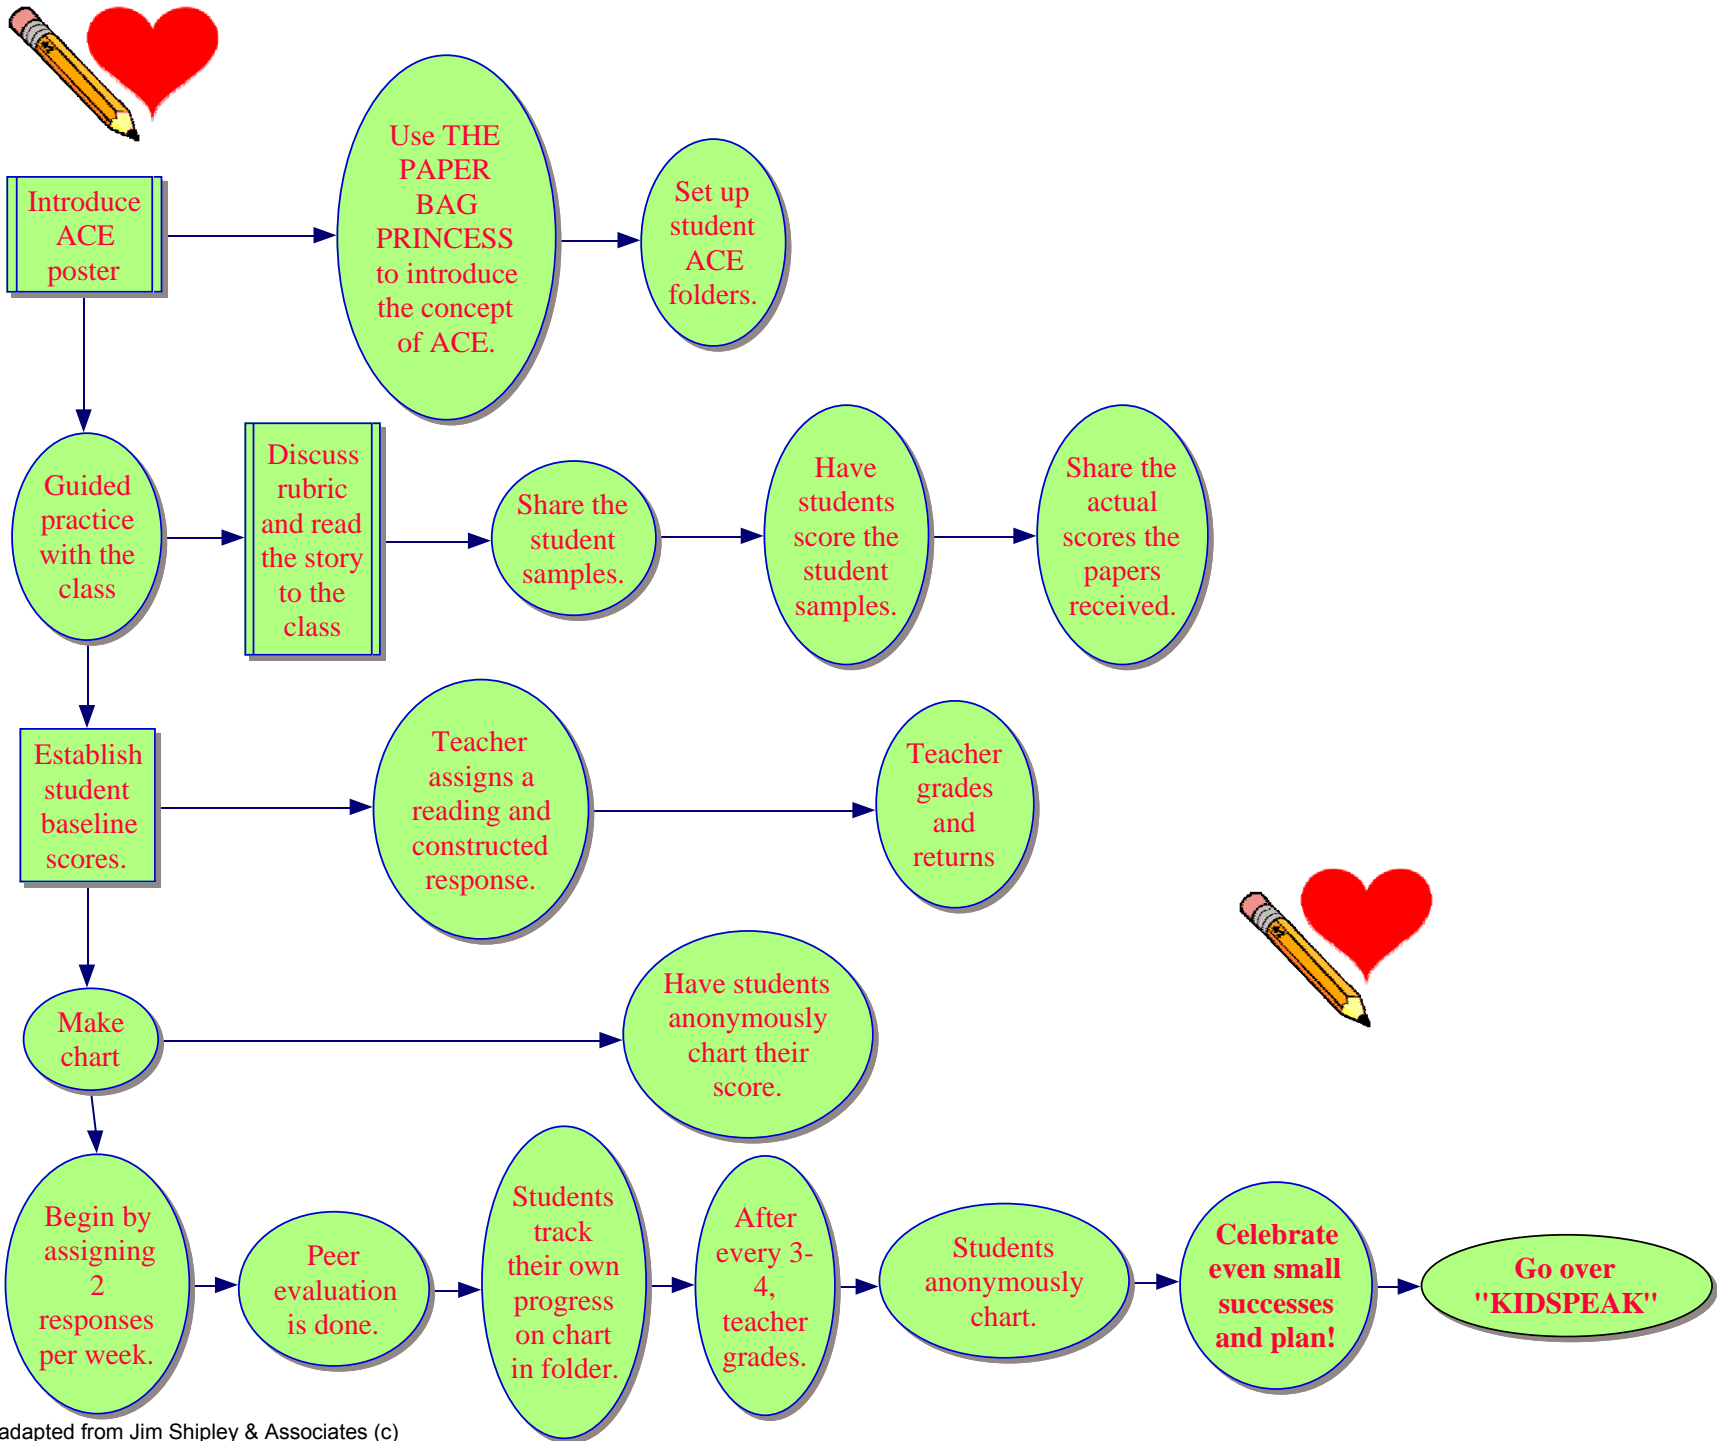 Introduce
ACE
poster
Use THE
PAPER
BAG
PRINCESS
to introduce
the concept
of ACE.
Set up
student
ACE
folders.
Guided
practice
with the
class
Discuss
rubric
and read
the story
to the
class
Share the
student
samples.
Have
students
score the
student
samples.
Share the
actual
scores the
papers
received.
Establish
student
baseline
scores.
Teacher
assigns a
reading and
constructed
response.
Teacher
grades
and
returns
Make
chart
Have students
anonymously
chart their
score.
Begin by
assigning
2
responses
per week.
Peer
evaluation
is done.
Students
track
their own
progress
on chart
in folder.
After
every 3-
4,
teacher
grades.
Students
anonymously
chart.
Celebrate
even small
successes
and plan!
Go over
"KIDSPEAK"
adapted from Jim Shipley & Associates (c)